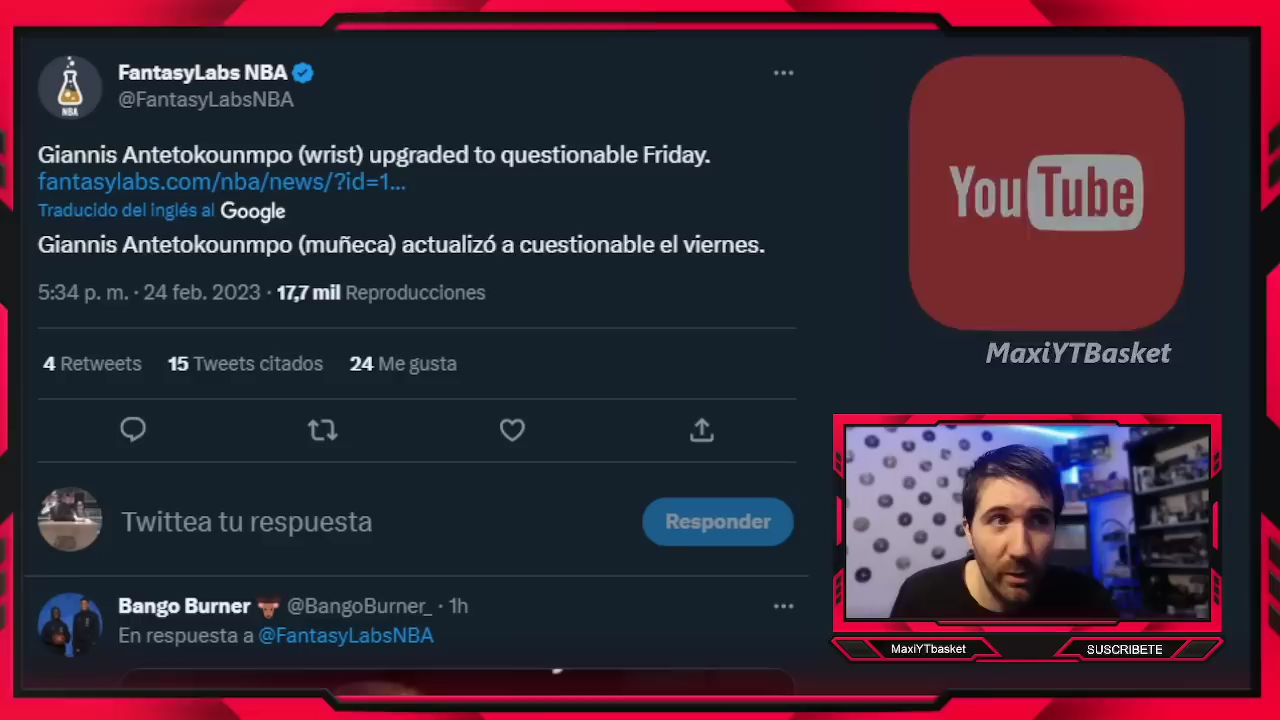 FantasyLabs NBA
@FantasyLabsNBA
NBA
Giannis Antetokounmpo (wrist) upgraded to questionable Friday.
fantasylabs.com/nba/news/?id=1...
Traducido del inglés al Google
Giannis Antetokounmpo (muñeca) actualizó a cuestionable el viernes.
5:34 p. m. · 24 feb. 2023 · 17,7 mil Reproducciones
4 Retweets 15 Tweets citados 24 Me gusta
Twittea tu respuesta
Responder
Bango Burner @BangoBurner_ · 1h
En respuesta a @FantasyLabsNBA
YouTube
MaxiYTBasket
MaxiYTbasket
SUSCRIBETE